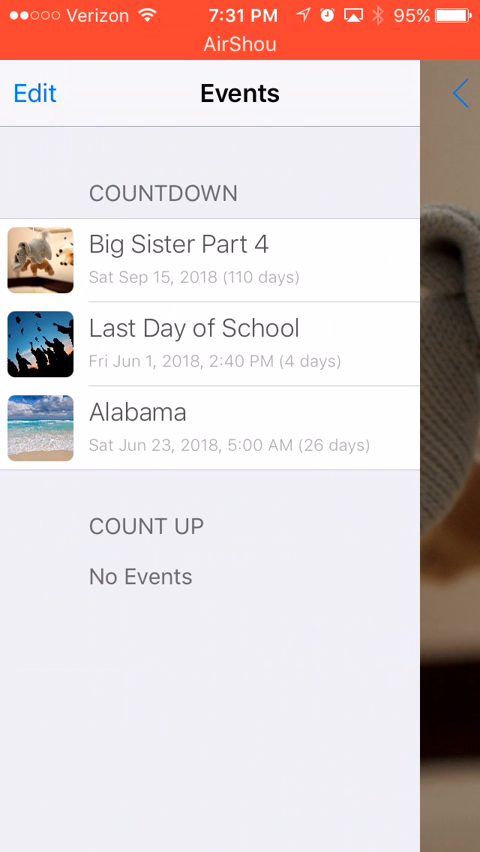 Verizon 7:31 PM 95%
AirShou
Edit Events
COUNTDOWN
Big Sister Part 4
Sat Sep 15, 2018 (110 days)
Last Day of School
Fri Jun 1, 2018, 2:40 PM (4 days)
Alabama
Sat Jun 23, 2018, 5:00 AM (26 days)
COUNT UP
No Events